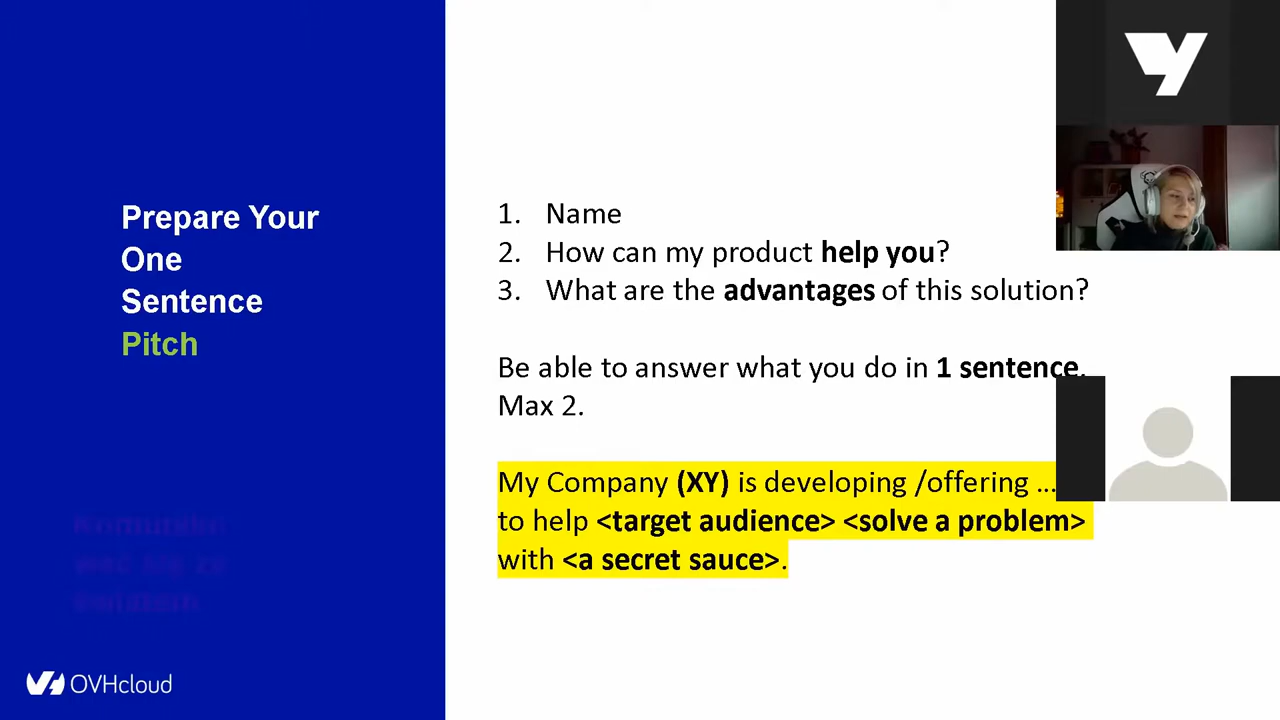 Prepare Your
One
Sentence
Pitch
1. Name
2. How can my product help you?
3. What are the advantages of this solution?
Be able to answer what you do in 1 sentence.
Max 2.
My Company (XY) is developing /offering ...
to help <target audience> <solve a problem>
with <a secret sauce>.
OVHcloud